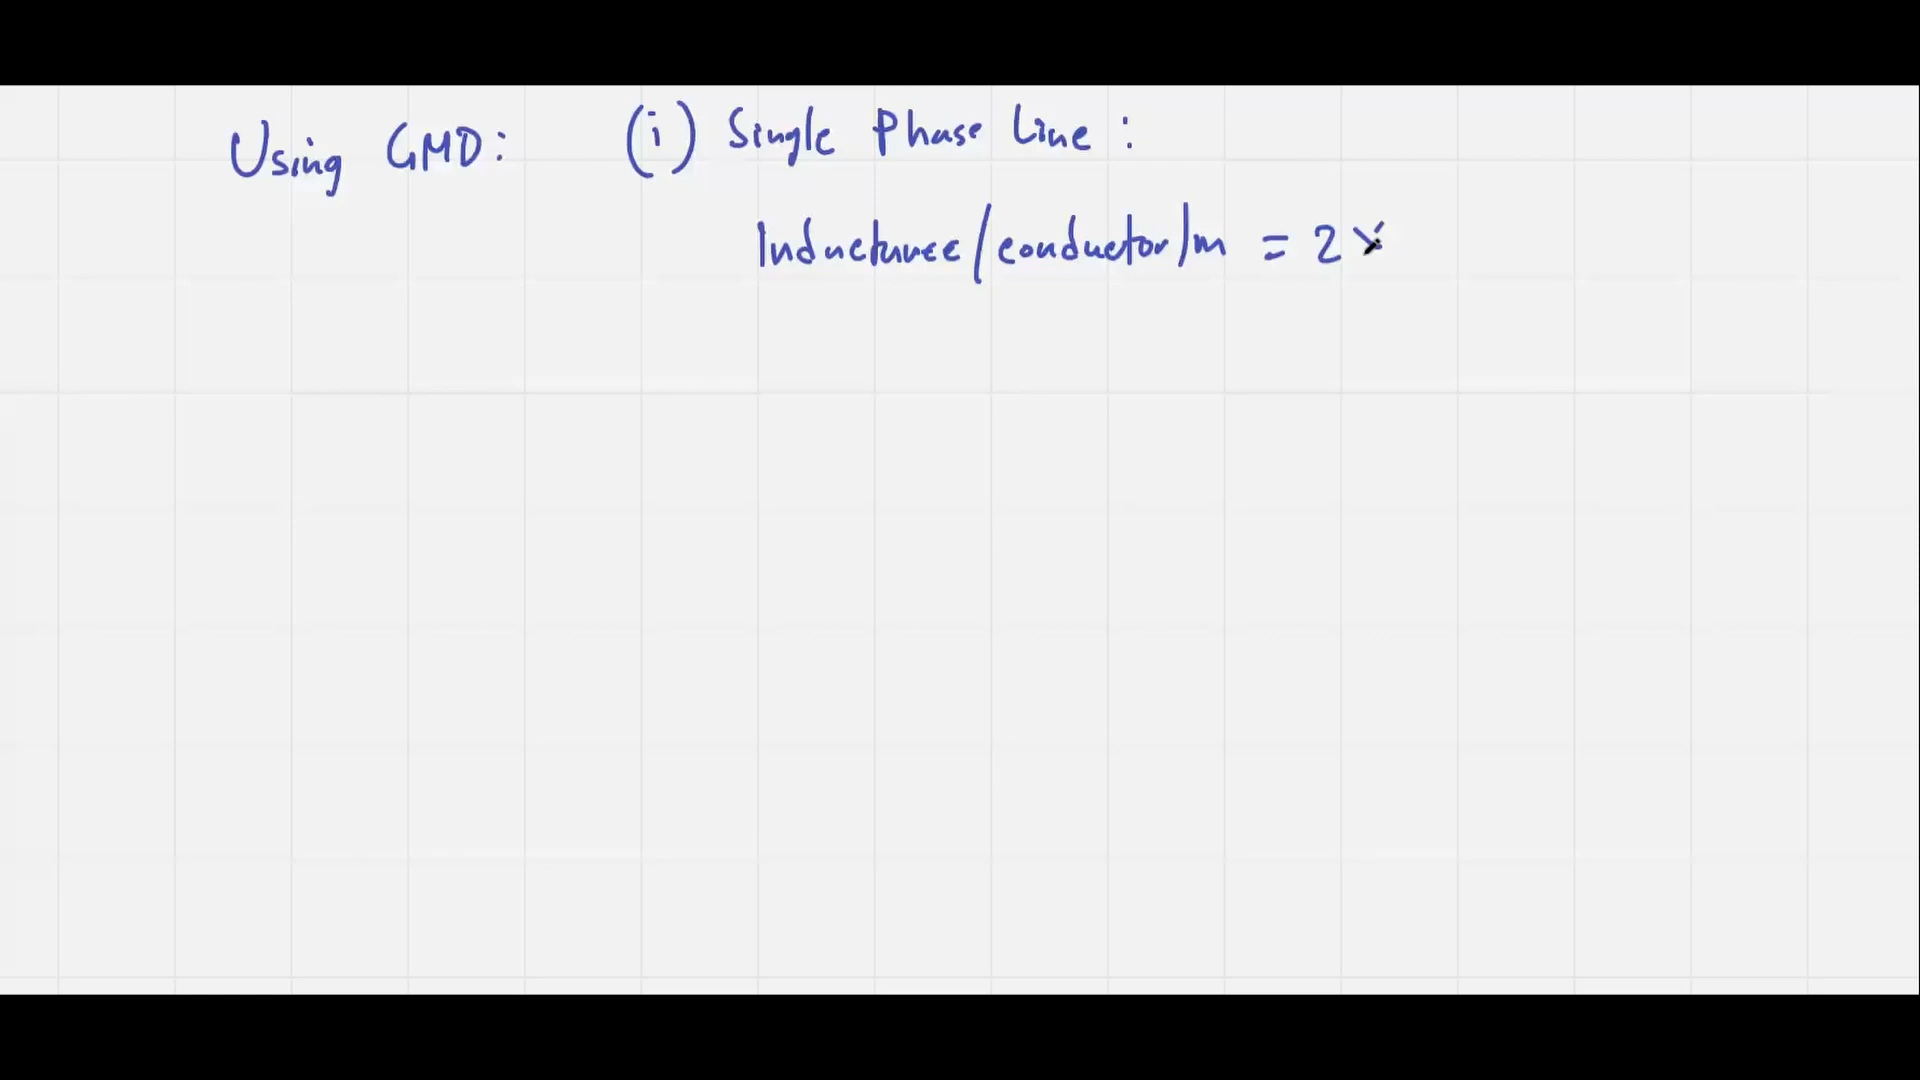 Using GMD: (i) Single Phase Line:
Inductance/conductor/m = 2 ×